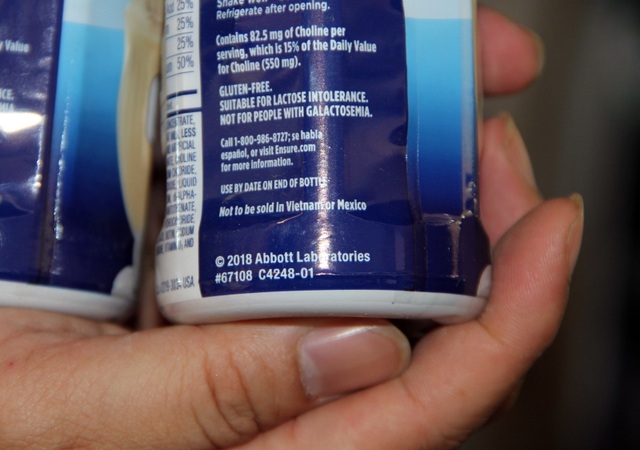 y Value
25%
25%
25%
50%
Refrigerate after opening.
Contains 82.5 mg of Choline per
serving, which is 15% of the Daily Value
for Choline (550 mg).
GLUTEN-FREE.
SUITABLE FOR LACTOSE INTOLERANCE.
NOT FOR PEOPLE WITH GALACTOSEMIA.
Call 1-800-986-8727; se habla
español, or visit Ensure.com
for more information.
USE BY DATE ON END OF BOTTLE
Not to be sold in Vietnam or Mexico
© 2018 Abbott Laboratories
#67108 C4248-01
USA